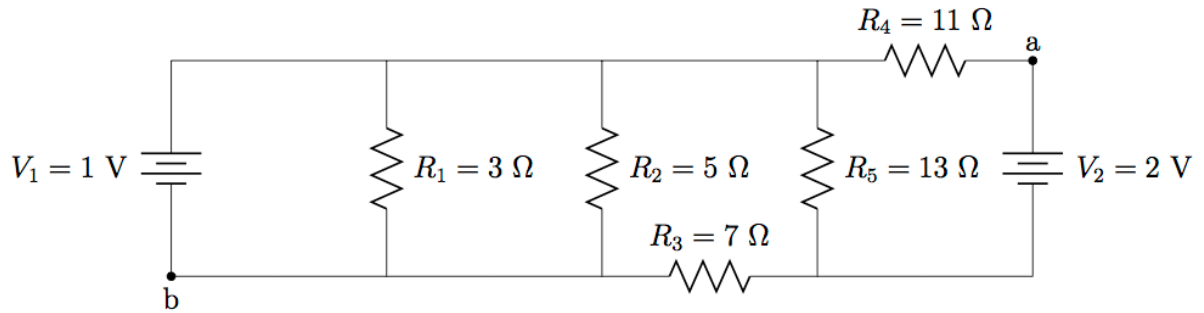 R₄ = 11 Ω
a
V₁ = 1 V
R₁ = 3 Ω
R₂ = 5 Ω
R₅ = 13 Ω
V₂ = 2 V
R₃ = 7 Ω
b